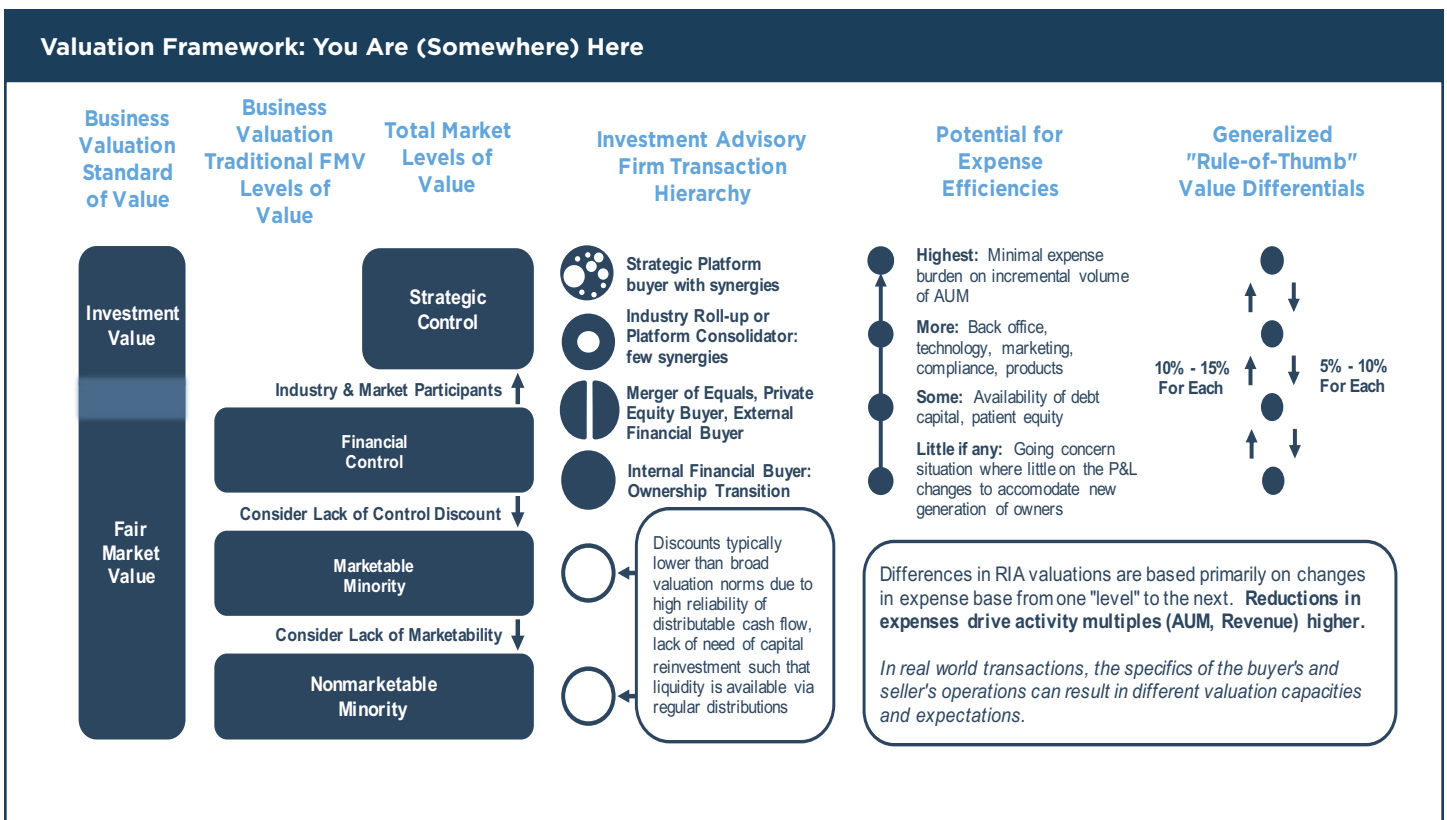 Valuation Framework: You Are (Somewhere) Here
Business
Valuation
Standard
of Value
Business
Valuation
Traditional FMV
Levels of
Value
Total Market
Levels of
Value
Investment Advisory
Firm Transaction
Hierarchy
Potential for
Expense
Efficiencies
Generalized
"Rule-of-Thumb"
Value Differentials
Investment
Value
Fair
Market
Value
Strategic
Control
Industry & Market Participants
Financial
Control
Consider Lack of Control Discount
Marketable
Minority
Consider Lack of Marketability
Nonmarketable
Minority
Strategic Platform
buyer with synergies
Industry Roll-up or
Platform Consolidator:
few synergies
Merger of Equals, Private
Equity Buyer, External
Financial Buyer
Internal Financial Buyer:
Ownership Transition
Discounts typically
lower than broad
valuation norms due to
high reliability of
distributable cash flow,
lack of need of capital
reinvestment such that
liquidity is available via
regular distributions
Highest: Minimal expense
burden on incremental volume
of AUM
More: Back office,
technology, marketing,
compliance, products
Some: Availability of debt
capital, patient equity
Little if any: Going concern
situation where little on the P&L
changes to accomodate new
generation of owners
10% - 15%
For Each
5% - 10%
For Each
Differences in RIA valuations are based primarily on changes
in expense base from one "level" to the next. Reductions in
expenses drive activity multiples (AUM, Revenue) higher.
In real world transactions, the specifics of the buyer's and
seller's operations can result in different valuation capacities
and expectations.